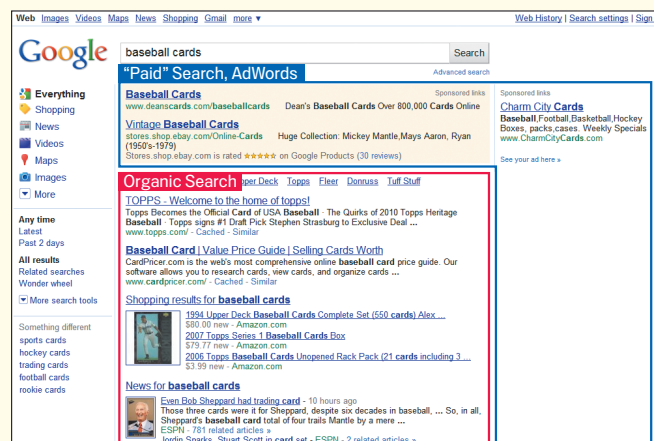 Web Images Videos Maps News Shopping Gmail more ▼
Web History | Search settings | Sign
Google
baseball cards
Search
Advanced search
"Paid" Search, AdWords
Baseball Cards
Sponsored links
www.deanscards.com/baseballcards Dean's Baseball Cards Over 800,000 Cards Online
Vintage Baseball Cards
stores.shop.ebay.com/Online-Cards Huge Collection: Mickey Mantle,Mays Aaron, Ryan
(1950's-1979)
Stores.shop.ebay.com is rated ★★★★★ on Google Products (30 reviews)
Sponsored links
Charm City Cards
Baseball,Football,Basketball,Hockey
Boxes, packs,cases. Weekly Specials
www.CharmCityCards.com
See your ad here »
Everything
Shopping
News
Videos
Maps
Images
More
Any time
Latest
Past 2 days
All results
Related searches
Wonder wheel
More search tools
Something different
sports cards
hockey cards
trading cards
football cards
rookie cards
Organic Search
pper Deck Topps Fleer Donruss Tuff Stuff
TOPPS - Welcome to the home of topps!
Topps Becomes the Official Card of USA Baseball · The Quirks of 2010 Topps Heritage
Baseball · Topps signs #1 Draft Pick Stephen Strasburg to Exclusive Deal ...
www.topps.com/ - Cached - Similar
Baseball Card | Value Price Guide | Selling Cards Worth
CardPricer.com is the web's most comprehensive online baseball card price guide. Our
software allows you to research cards, view cards, and organize cards ...
www.cardpricer.com/ - Cached - Similar
Shopping results for baseball cards
1994 Upper Deck Baseball Cards Complete Set (550 cards) Alex ...
$80.00 new - Amazon.com
2007 Topps Series 1 Baseball Cards Box
$79.77 new - Amazon.com
2006 Topps Baseball Cards Unopened Rack Pack (21 cards including 3 ...
$3.99 new - Amazon.com
News for baseball cards
Even Bob Sheppard had trading card - 10 hours ago
Those three cards were it for Sheppard, despite six decades in baseball, ... So, in all,
Sheppard's baseball card total of four trails Mantle by a mere ...
ESPN - 781 related articles »
Jordin Sparks, Stuart Scott in card set - ESPN - 2 related articles »